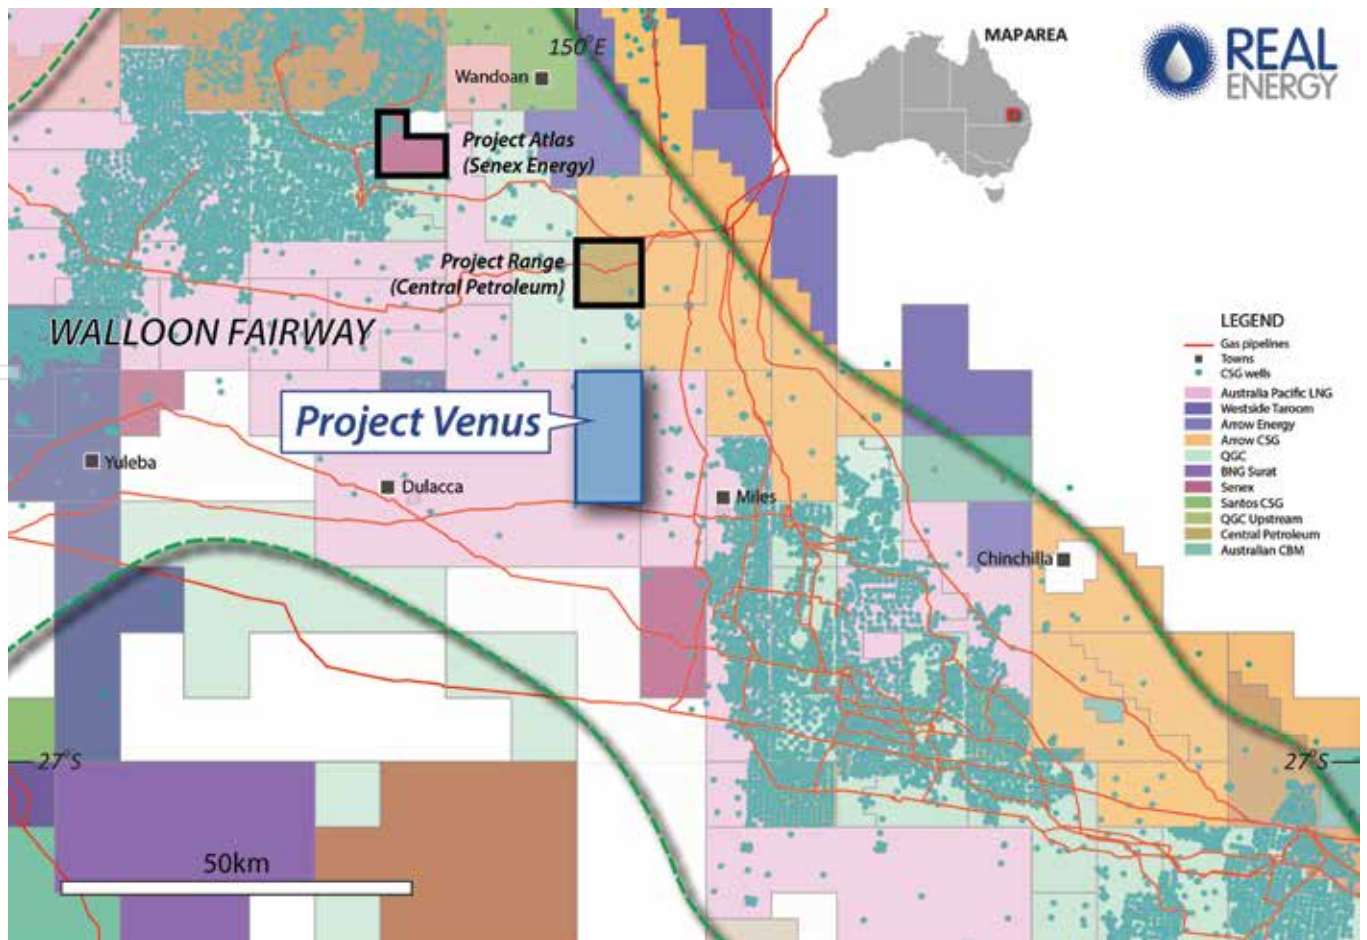 150°E
MAPAREA
REAL
ENERGY
Wandoan
Project Atlas
(Senex Energy)
Project Range
(Central Petroleum)
WALLOON FAIRWAY
LEGEND
Gas pipelines
Towns
CSG wells
Australia Pacific LNG
Westside Taroom
Arrow Energy
Arrow CSG
QGC
BNG Surat
Senex
Santos CSG
QGC Upstream
Central Petroleum
Australian CBM
Project Venus
Yuleba
Dulacca
Miles
Chinchilla
27°S
27°S
50km